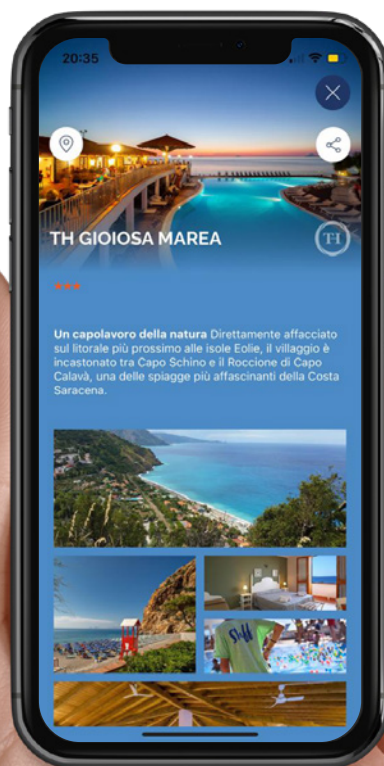 20:35
TH GIOIOSA MAREA
TH
Un capolavoro della natura Direttamente affacciato
sul litorale più prossimo alle isole Eolie, il villaggio è
incastonato tra Capo Schino e il Roccione di Capo
Calavà, una delle spiagge più affascinanti della Costa
Saracena.
Staff